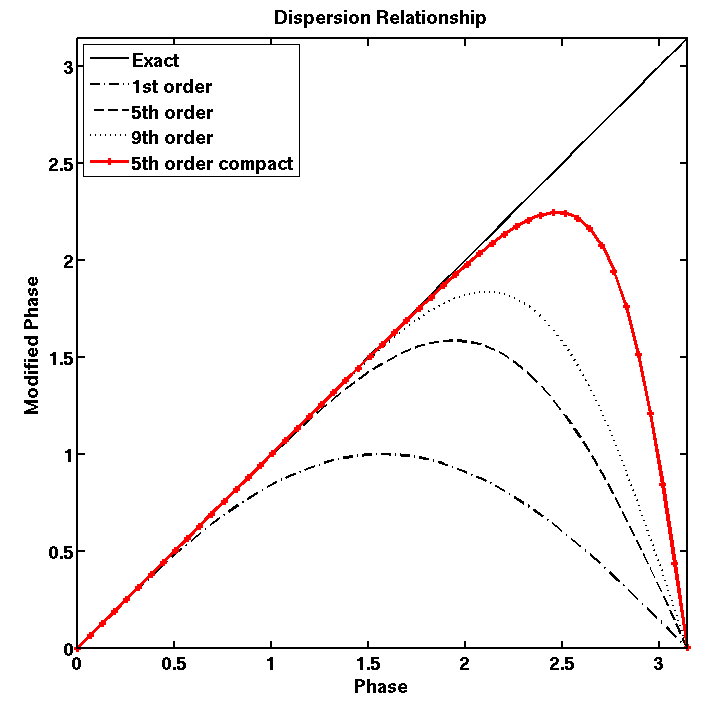 Dispersion Relationship
Exact
1st order
5th order
9th order
5th order compact
3
2.5
2
1.5
1
0.5
0
Modified Phase
0
0.5
1
1.5
2
2.5
3
Phase